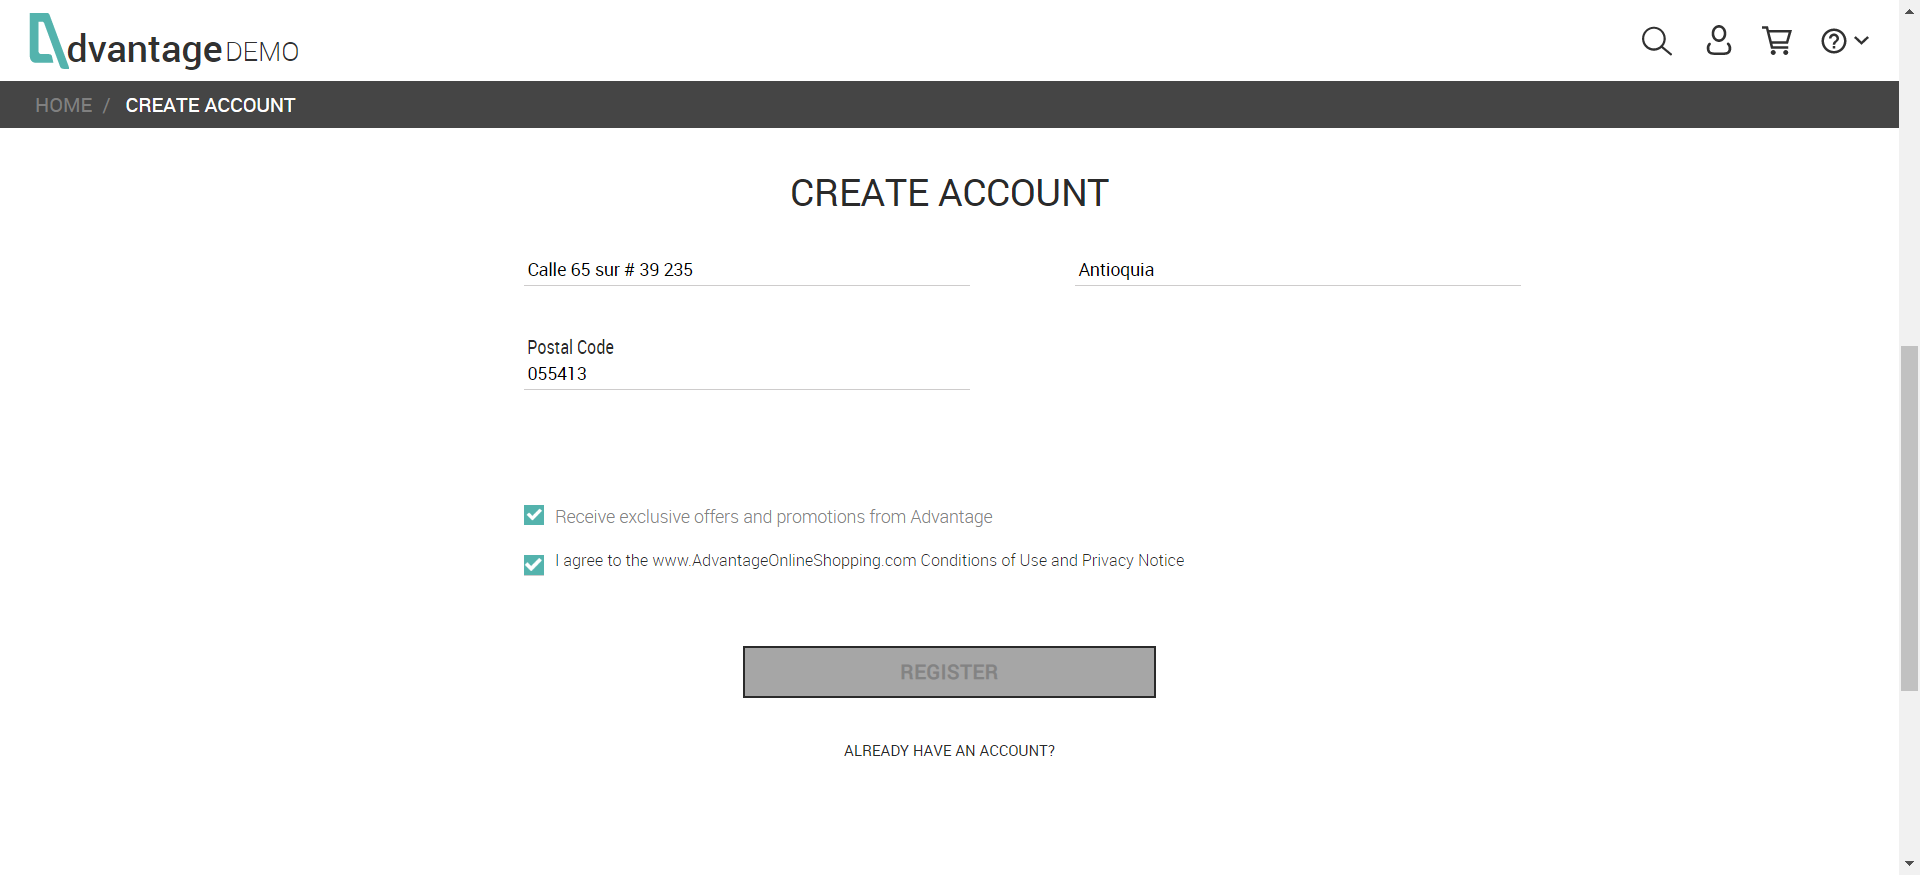 dvantage DEMO
HOME / CREATE ACCOUNT
CREATE ACCOUNT
Calle 65 sur # 39 235
Antioquia
Postal Code
055413
Receive exclusive offers and promotions from Advantage
I agree to the www.AdvantageOnlineShopping.com Conditions of Use and Privacy Notice
REGISTER
ALREADY HAVE AN ACCOUNT?